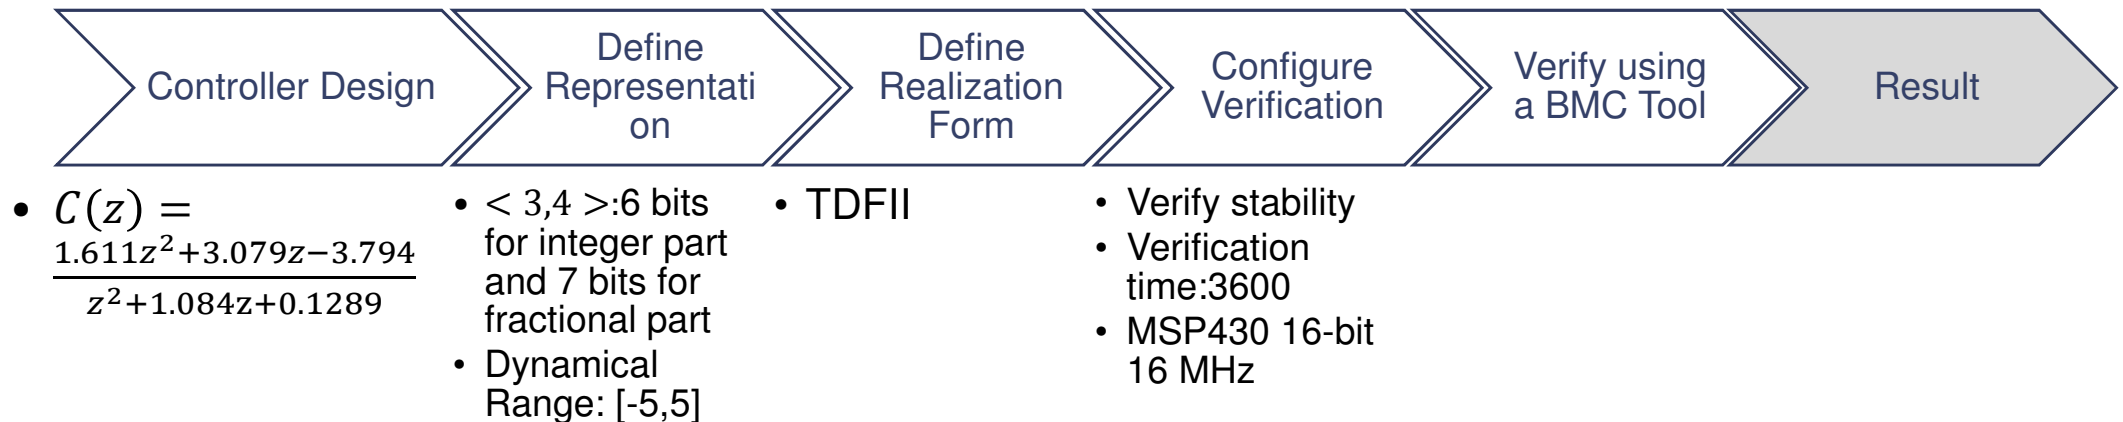 Controller Design
Define
Representati
on
Define
Realization
Form
Configure
Verification
Verify using
a BMC Tool
Result
• C(z) =
1.611z²+3.079z−3.794
z²+1.084z+0.1289
• < 3,4 >:6 bits
for integer part
and 7 bits for
fractional part
• Dynamical
Range: [-5,5]
• TDFII
• Verify stability
• Verification
time:3600
• MSP430 16-bit
16 MHz